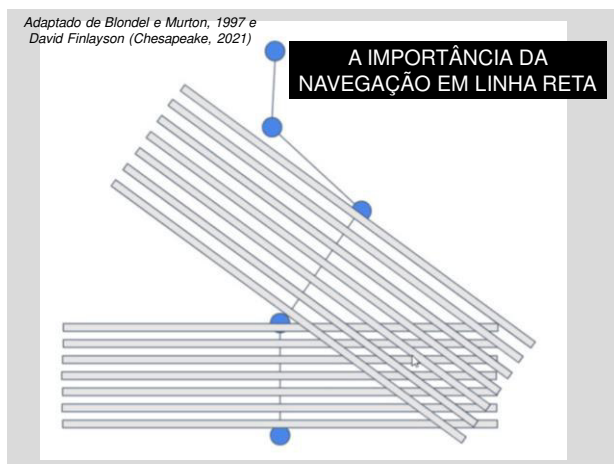 Adaptado de Blondel e Murton, 1997 e
David Finlayson (Chesapeake, 2021)
A IMPORTÂNCIA DA
NAVEGAÇÃO EM LINHA RETA